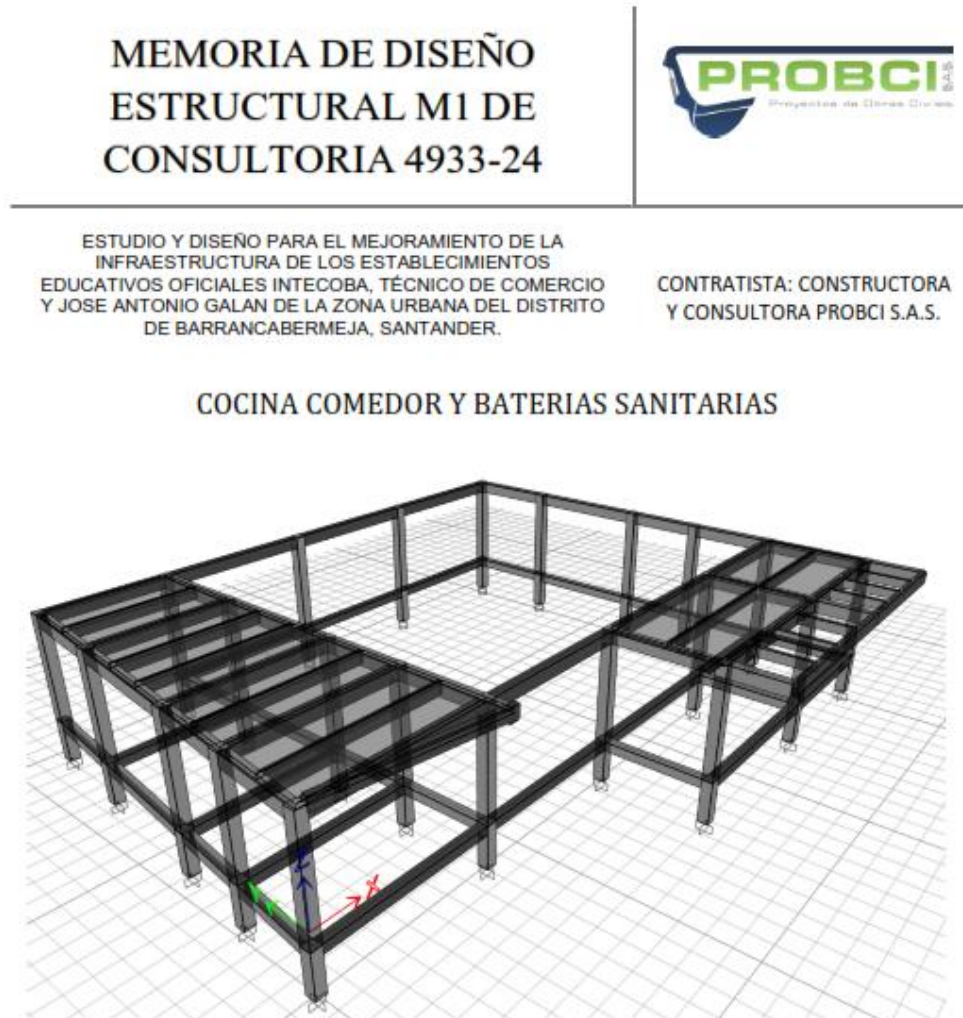 MEMORIA DE DISEÑO
ESTRUCTURAL M1 DE
CONSULTORIA 4933-24
PROBCI S.A.S
Proyectos de Obras Civiles
ESTUDIO Y DISEÑO PARA EL MEJORAMIENTO DE LA
INFRAESTRUCTURA DE LOS ESTABLECIMIENTOS
EDUCATIVOS OFICIALES INTECOBA, TÉCNICO DE COMERCIO
Y JOSE ANTONIO GALAN DE LA ZONA URBANA DEL DISTRITO
DE BARRANCABERMEJA, SANTANDER.
CONTRATISTA: CONSTRUCTORA
Y CONSULTORA PROBCI S.A.S.
COCINA COMEDOR Y BATERIAS SANITARIAS
Z
X